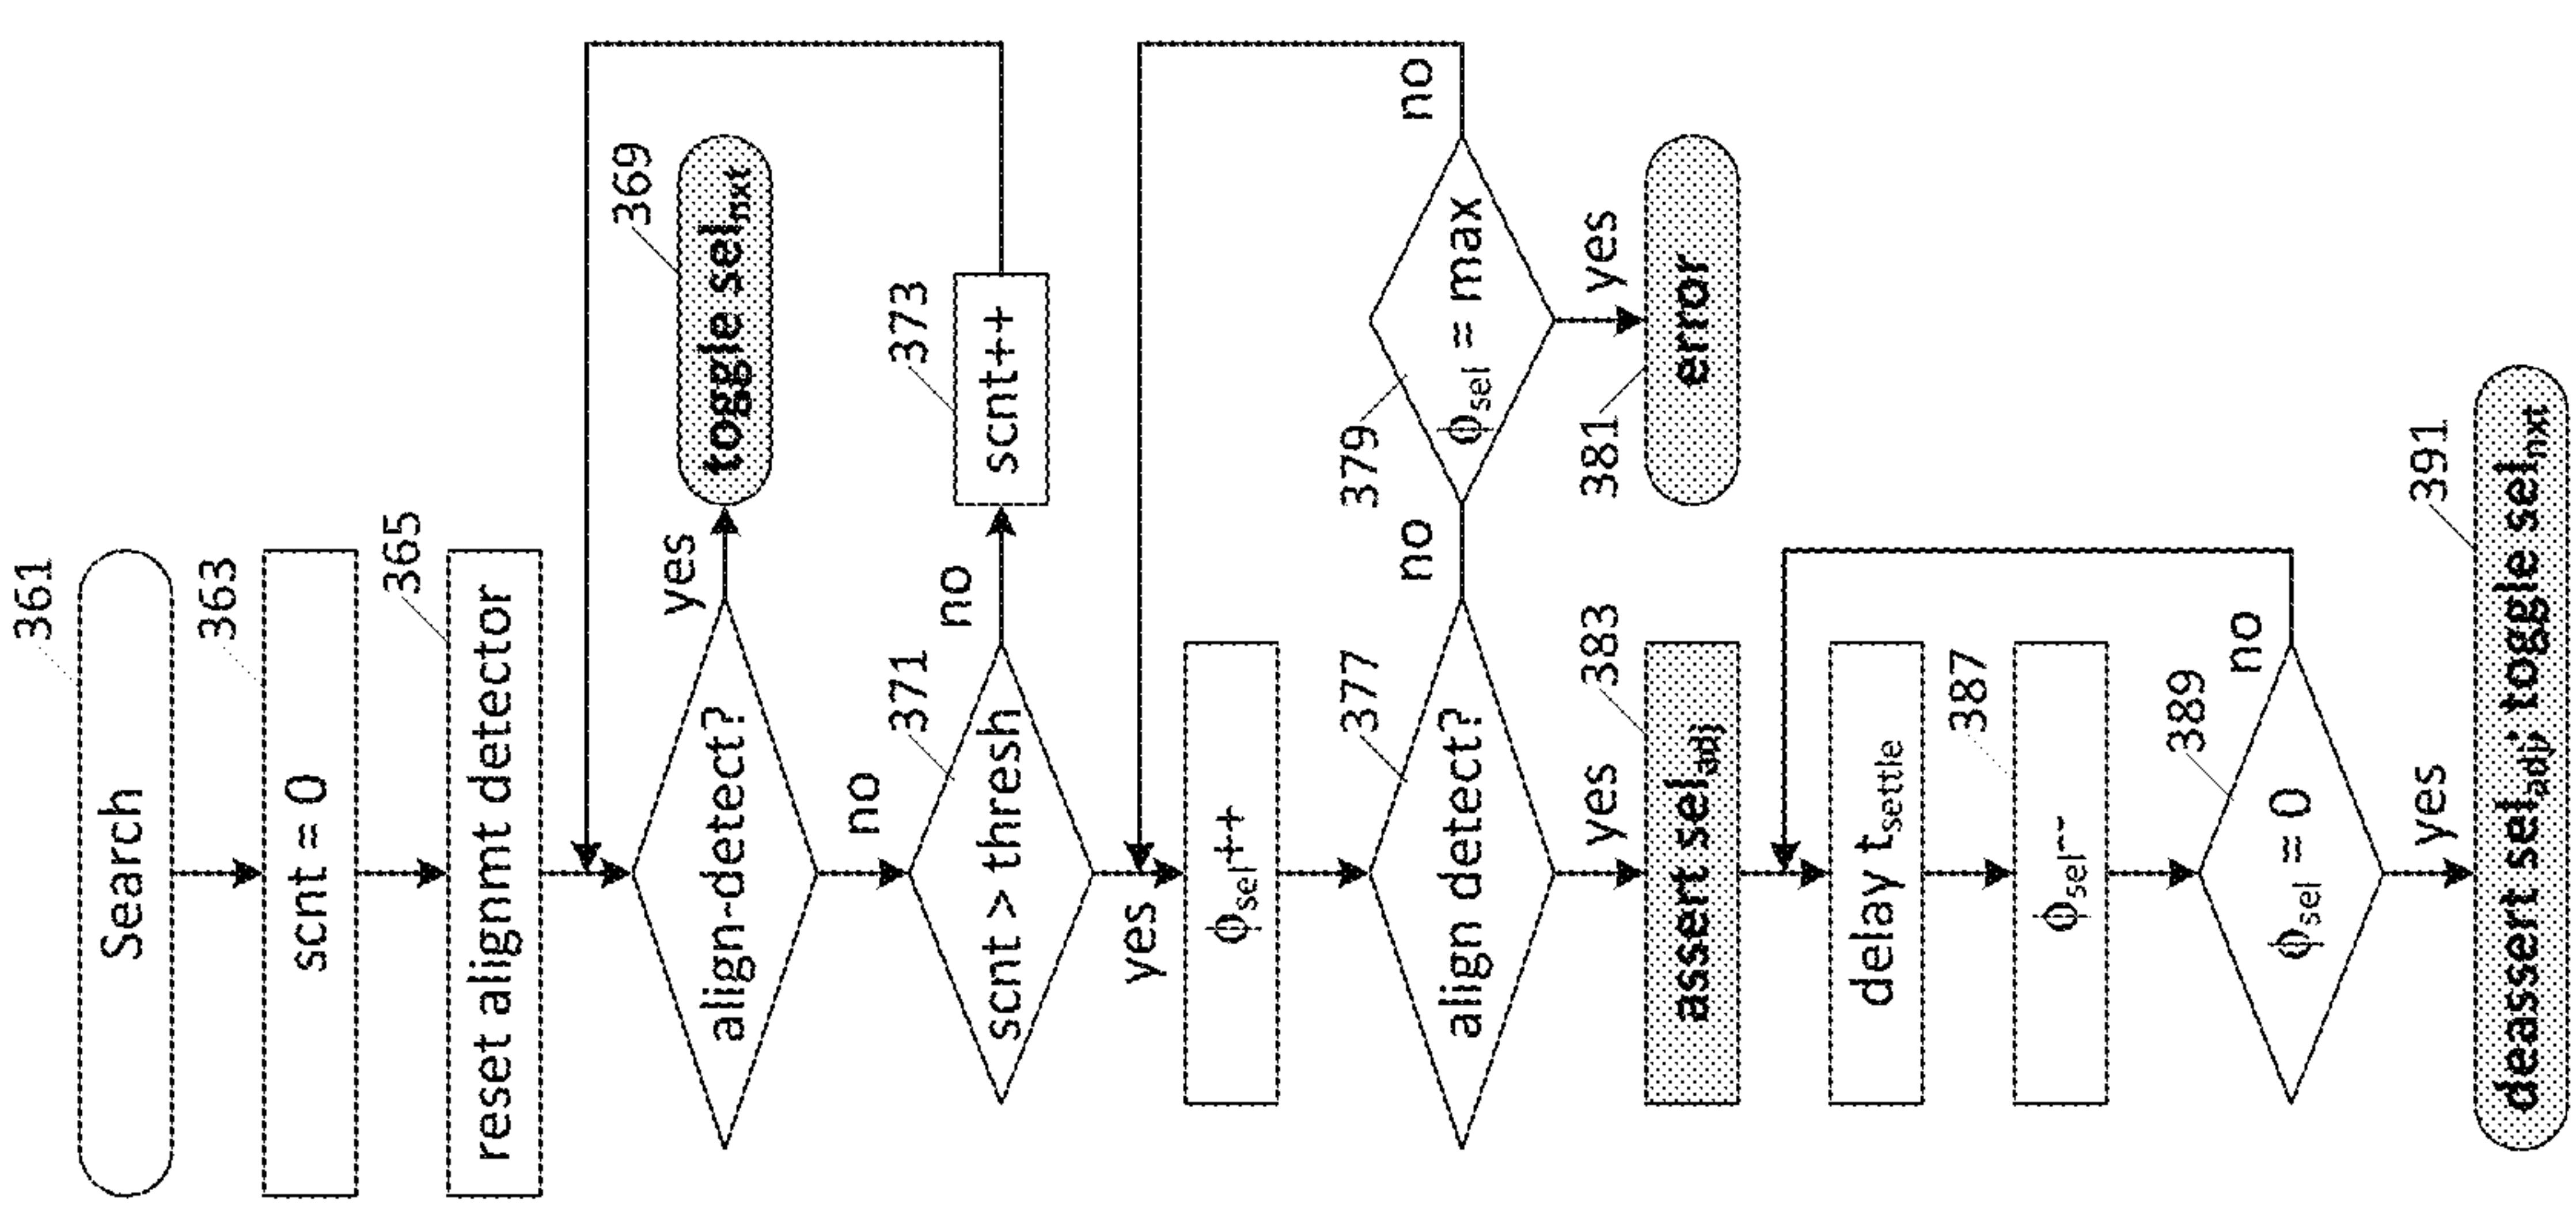 Search
361
scnt = 0
363
reset alignmt detector
365
align-detect?
yes
toggle selnxt
369
no
scnt > thresh
371
no
scnt++
373
yes
ϕsel++
align detect?
377
no
ϕsel = max
379
no
yes
error
381
yes
assert seladj
383
delay tsettle
ϕsel--
387
ϕsel = 0
389
no
yes
deassert seladj; toggle selnxt
391